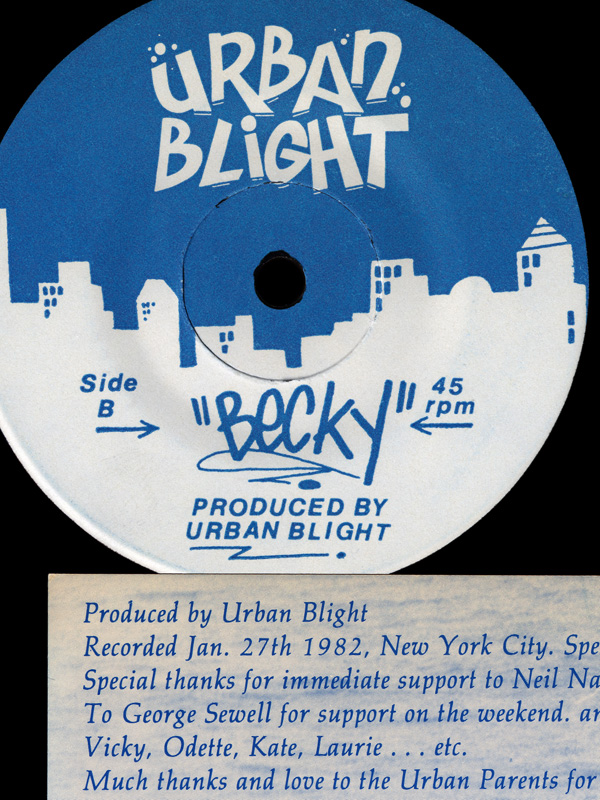 URBAN
BLIGHT
Side
B
"BECKY"
45
rpm
PRODUCED BY
URBAN BLIGHT
Produced by Urban Blight
Recorded Jan. 27th 1982, New York City. Spe
Special thanks for immediate support to Neil Na
To George Sewell for support on the weekend. an
Vicky, Odette, Kate, Laurie . . . etc.
Much thanks and love to the Urban Parents for